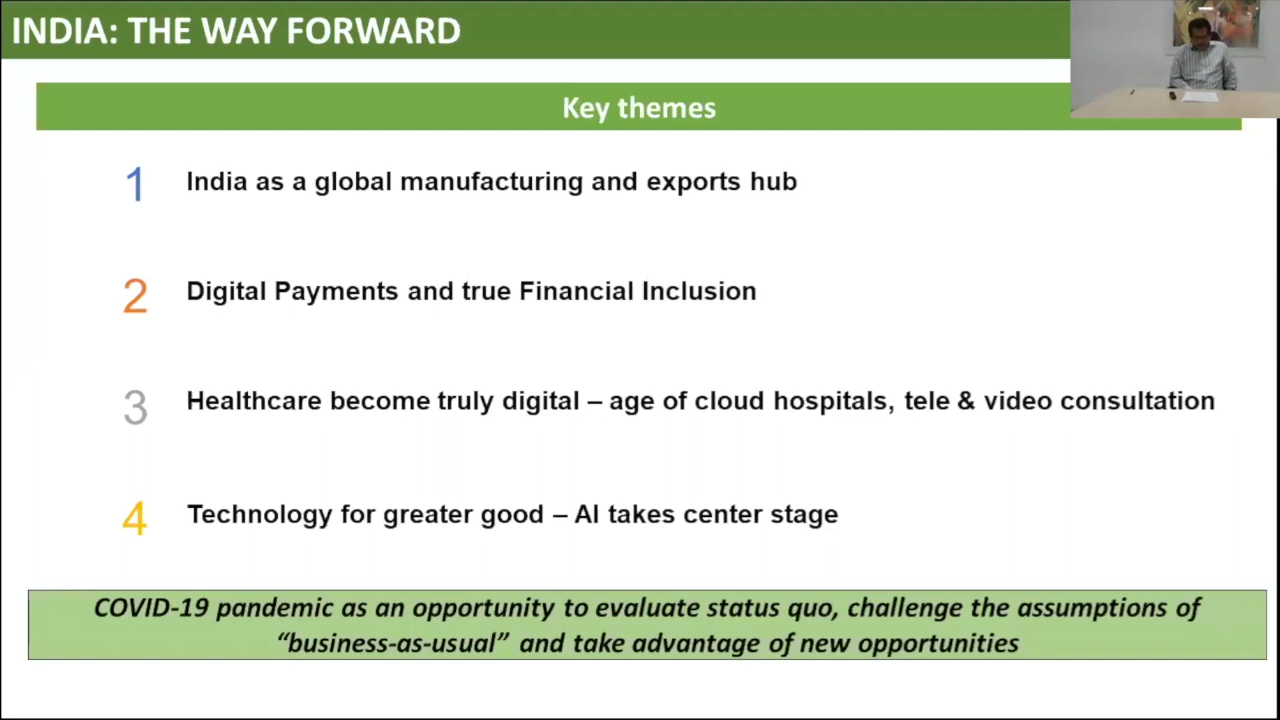 INDIA: THE WAY FORWARD
Key themes
1 India as a global manufacturing and exports hub
2 Digital Payments and true Financial Inclusion
3 Healthcare become truly digital – age of cloud hospitals, tele & video consultation
4 Technology for greater good – AI takes center stage
COVID-19 pandemic as an opportunity to evaluate status quo, challenge the assumptions of
“business-as-usual” and take advantage of new opportunities